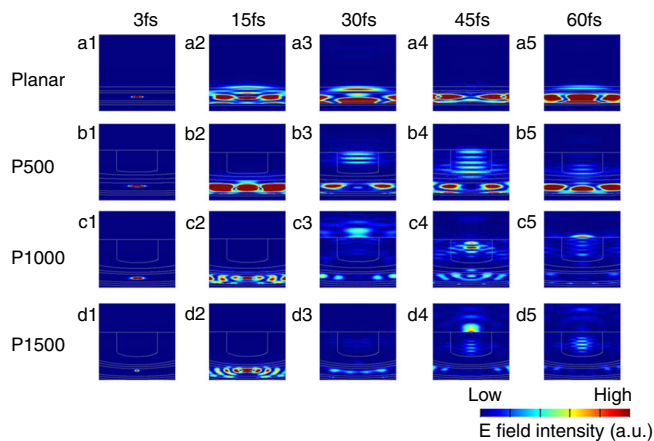 3fs 15fs 30fs 45fs 60fs
Planar a1 a2 a3 a4 a5
P500 b1 b2 b3 b4 b5
P1000 c1 c2 c3 c4 c5
P1500 d1 d2 d3 d4 d5
Low High
E field intensity (a.u.)